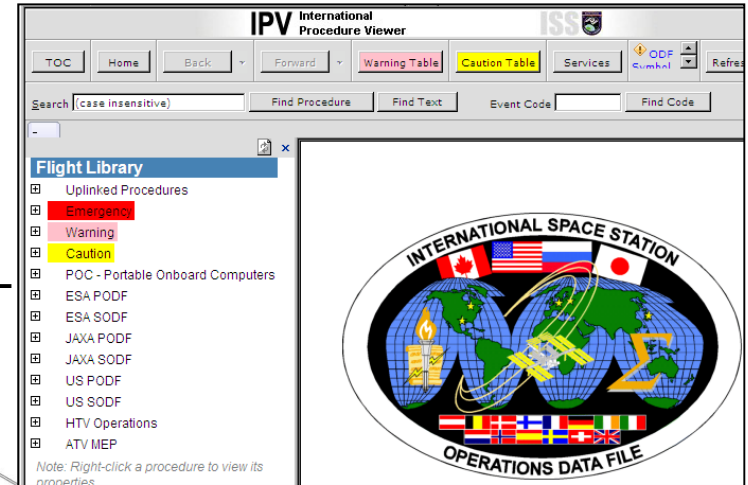 IPV International
Procedure Viewer
ISS
TOC Home Back Forward Warning Table Caution Table Services ODF
Symbol
Refres
Search (case insensitive) Find Procedure Find Text Event Code Find Code
-
Flight Library
Uplinked Procedures
Emergency
Warning
Caution
POC - Portable Onboard Computers
ESA PODF
ESA SODF
JAXA PODF
JAXA SODF
US PODF
US SODF
HTV Operations
ATV MEP
Note: Right-click a procedure to view its
properties
INTERNATIONAL SPACE STATION
OPERATIONS DATA FILE